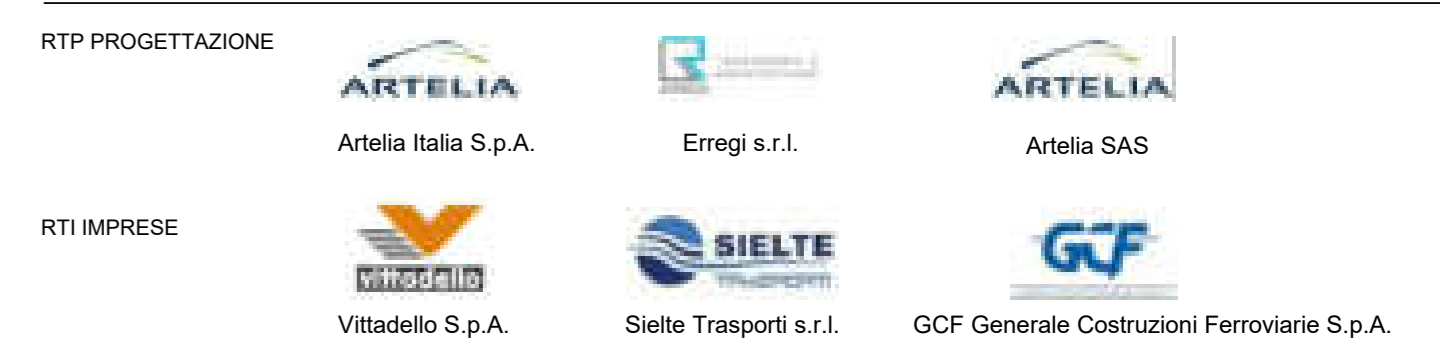 RTP PROGETTAZIONE
ARTELIA
ARTELIA
Artelia Italia S.p.A.
Erregi s.r.l.
Artelia SAS
RTI IMPRESE
vittadello
SIELTE
TRASPORTI
GCF
Vittadello S.p.A.
Sielte Trasporti s.r.l.
GCF Generale Costruzioni Ferroviarie S.p.A.